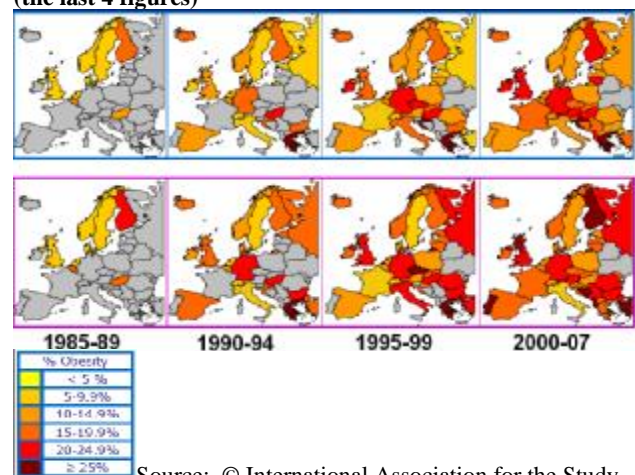 (the last 4 figures)
1985-89 1990-94 1995-99 2000-07
% Obesity
< 5 %
5-9.9%
10-14.9%
15-19.9%
20-24.9%
≥ 25%
Source: © International Association for the Study